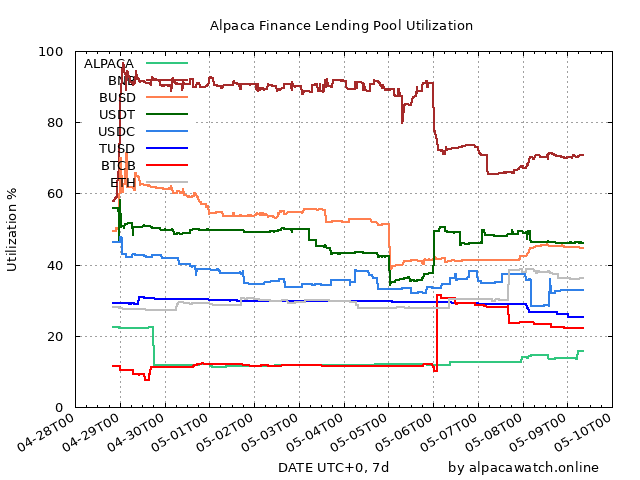 Alpaca Finance Lending Pool Utilization
Utilization %
100
80
60
40
20
0
ALPACA
BNB
BUSD
USDT
USDC
TUSD
BTCB
ETH
04-28T00
04-29T00
04-30T00
05-01T00
05-02T00
05-03T00
05-04T00
05-05T00
05-06T00
05-07T00
05-08T00
05-09T00
05-10T00
DATE UTC+0, 7d
by alpacawatch.online